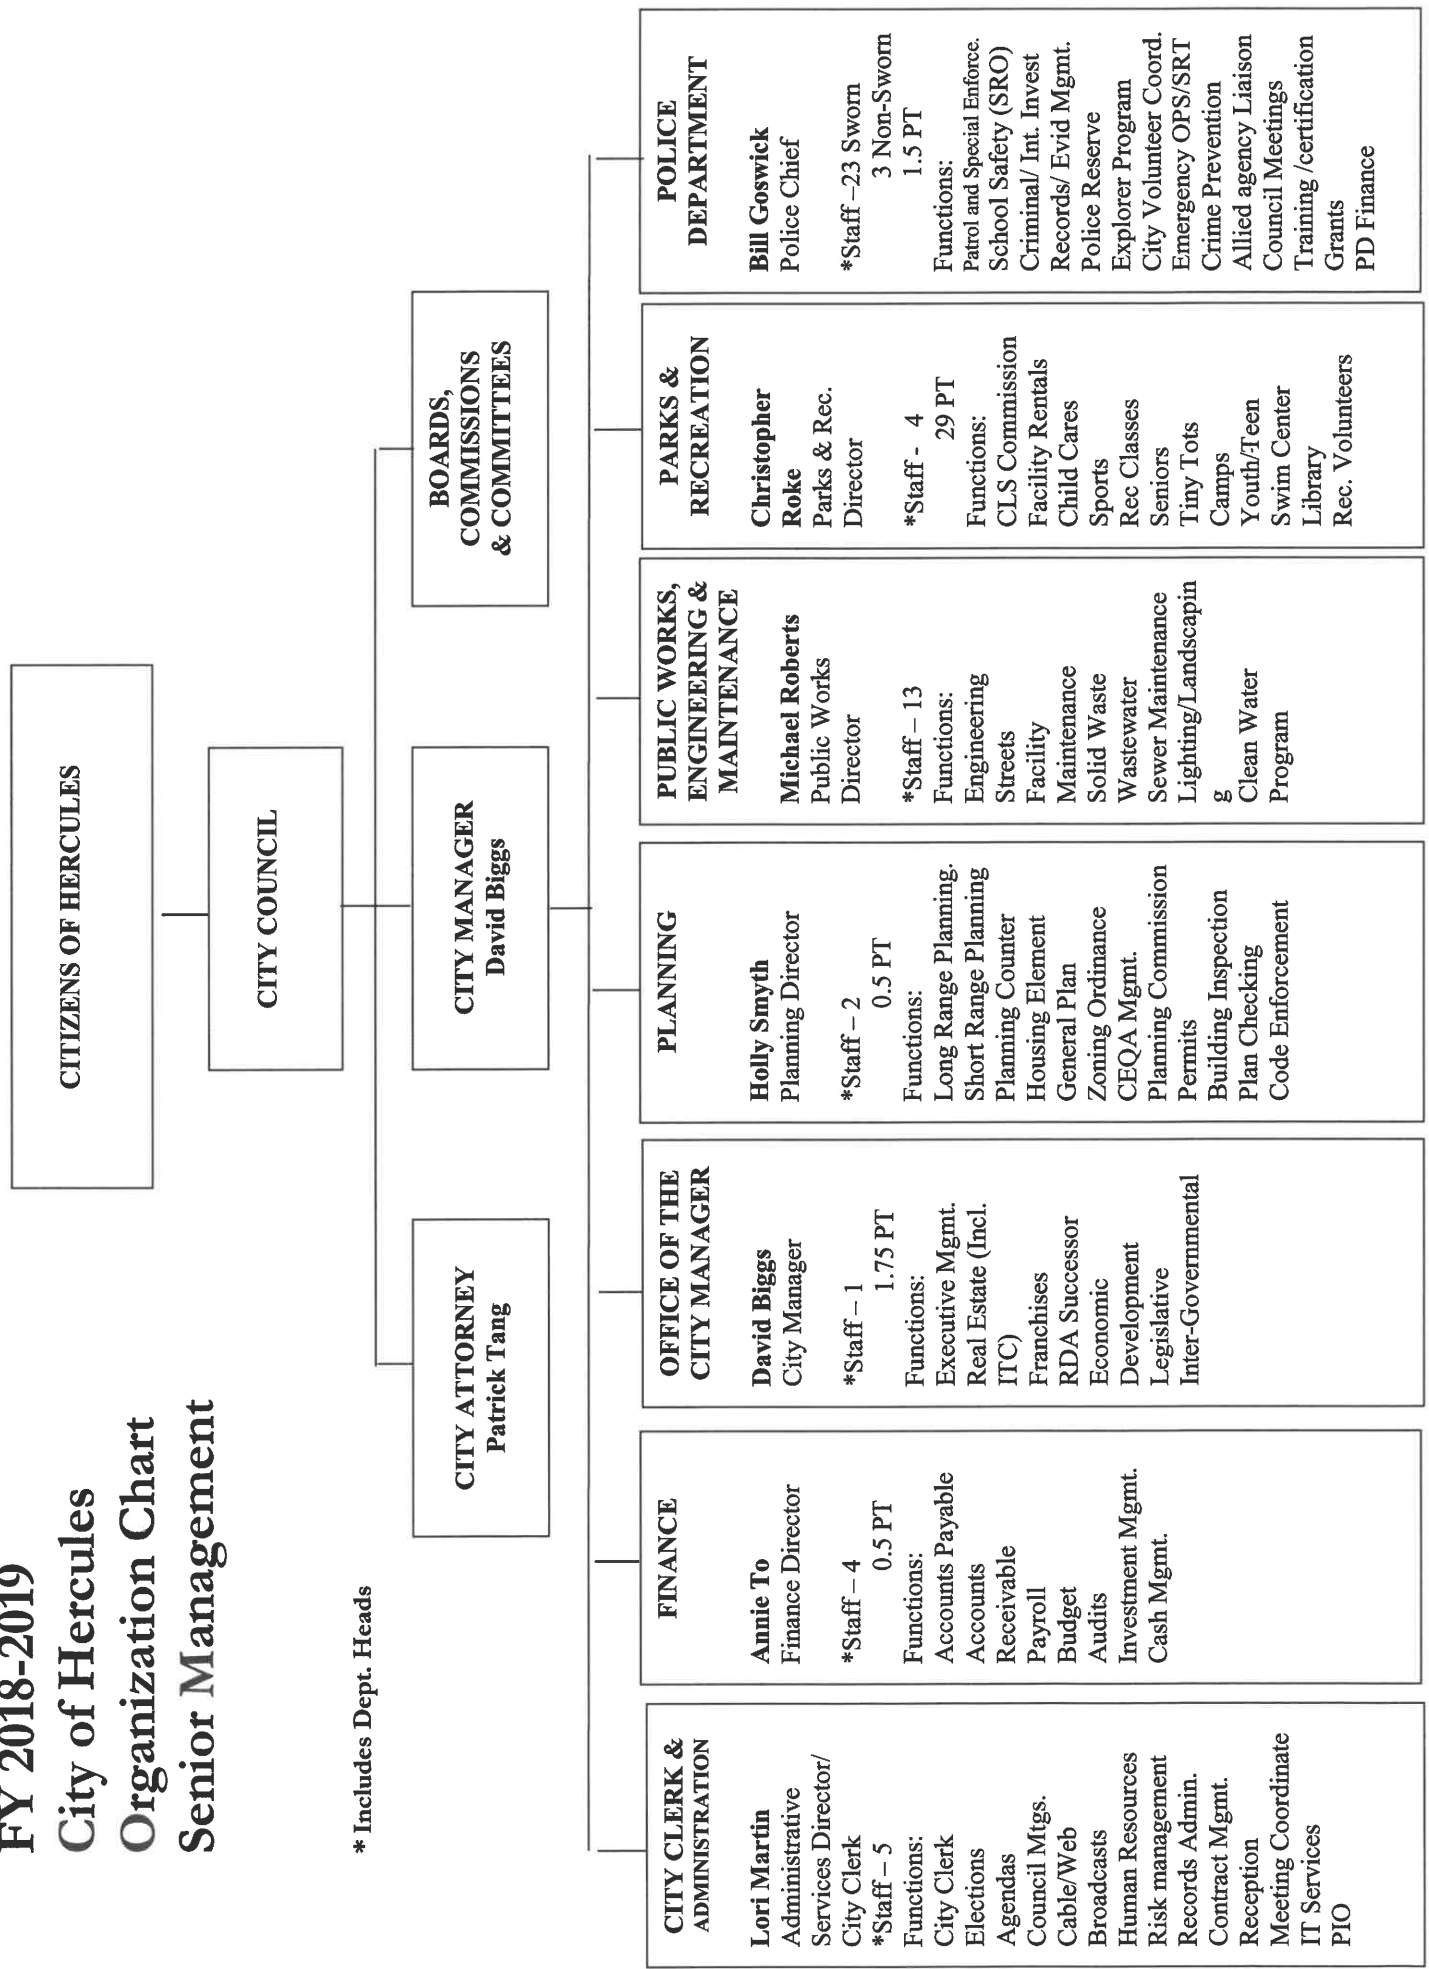 FY 2018-2019
City of Hercules
Organization Chart
Senior Management
* Includes Dept. Heads
CITIZENS OF HERCULES
CITY COUNCIL
CITY ATTORNEY
Patrick Tang
CITY MANAGER
David Biggs
BOARDS,
COMMISSIONS
& COMMITTEES
CITY CLERK &
ADMINISTRATION
Lori Martin
Administrative
Services Director/
City Clerk
*Staff – 5
Functions:
City Clerk
Elections
Agendas
Council Mtgs.
Cable/Web
Broadcasts
Human Resources
Risk management
Records Admin.
Contract Mgmt.
Reception
Meeting Coordinate
IT Services
PIO
FINANCE
Annie To
Finance Director
*Staff – 4
0.5 PT
Functions:
Accounts Payable
Accounts
Receivable
Payroll
Budget
Audits
Investment Mgmt.
Cash Mgmt.
OFFICE OF THE
CITY MANAGER
David Biggs
City Manager
*Staff – 1
1.75 PT
Functions:
Executive Mgmt.
Real Estate (Incl.
ITC)
Franchises
RDA Successor
Economic
Development
Legislative
Inter-Governmental
PLANNING
Holly Smyth
Planning Director
*Staff – 2
0.5 PT
Functions:
Long Range Planning.
Short Range Planning
Planning Counter
Housing Element
General Plan
Zoning Ordinance
CEQA Mgmt.
Planning Commission
Permits
Building Inspection
Plan Checking
Code Enforcement
PUBLIC WORKS,
ENGINEERING &
MAINTENANCE
Michael Roberts
Public Works
Director
*Staff – 13
Functions:
Engineering
Streets
Facility
Maintenance
Solid Waste
Wastewater
Sewer Maintenance
Lighting/Landscapin
g
Clean Water
Program
PARKS &
RECREATION
Christopher
Roke
Parks & Rec.
Director
*Staff - 4
29 PT
Functions:
CLS Commission
Facility Rentals
Child Cares
Sports
Rec Classes
Seniors
Tiny Tots
Camps
Youth/Teen
Swim Center
Library
Rec. Volunteers
POLICE
DEPARTMENT
Bill Goswick
Police Chief
*Staff –23 Sworn
3 Non-Sworn
1.5 PT
Functions:
Patrol and Special Enforce.
School Safety (SRO)
Criminal/ Int. Invest
Records/ Evid Mgmt.
Police Reserve
Explorer Program
City Volunteer Coord.
Emergency OPS/SRT
Crime Prevention
Allied agency Liaison
Council Meetings
Training /certification
Grants
PD Finance